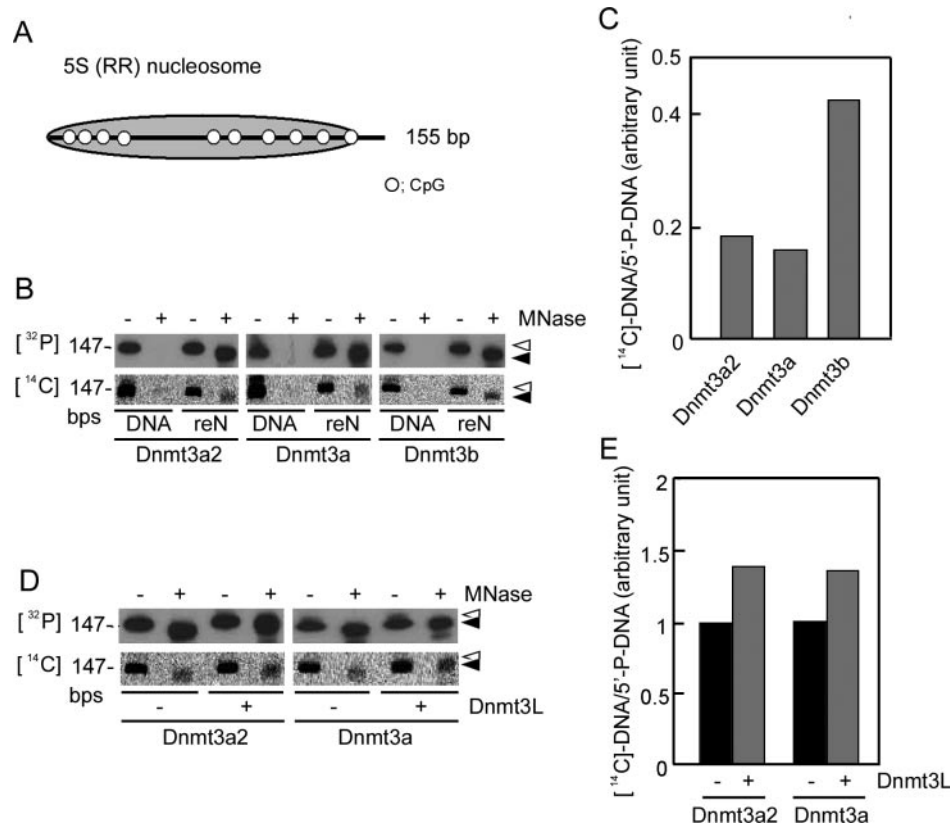 A
5S (RR) nucleosome
155 bp
O; CpG
B
- + - + - + - + - + - + MNase
[32P] 147-
[14C] 147-
bps
DNA reN DNA reN DNA reN
Dnmt3a2 Dnmt3a Dnmt3b
C
[14C]-DNA/5'-P-DNA (arbitrary unit)
0.4
0.2
0
Dnmt3a2 Dnmt3a Dnmt3b
D
- + - + - + - + MNase
[32P] 147-
[14C] 147-
bps
- + - + Dnmt3L
Dnmt3a2 Dnmt3a
E
[14C]-DNA/5'-P-DNA (arbitrary unit)
2
1.5
1
0.5
0
- + - + Dnmt3L
Dnmt3a2 Dnmt3a